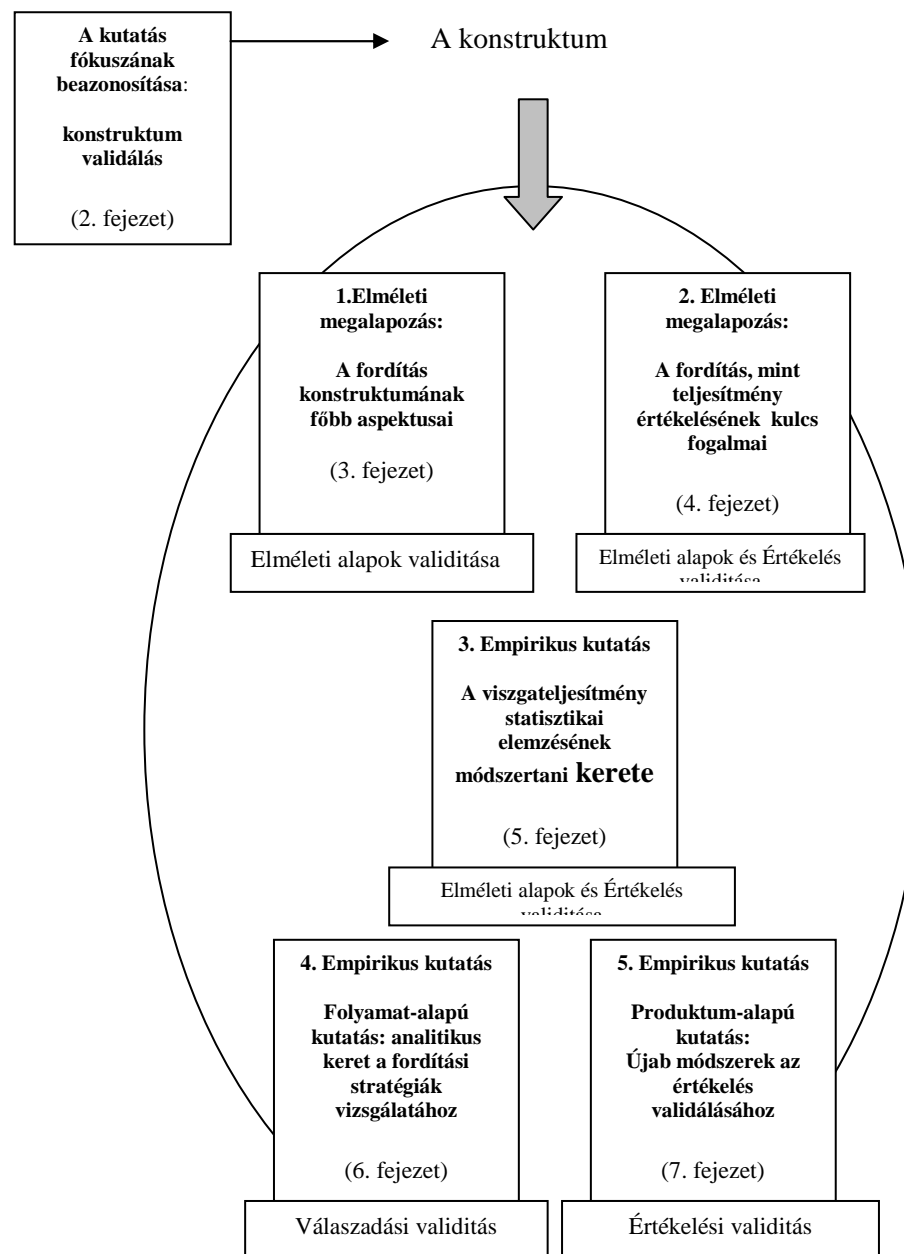 A kutatás
fókuszának
beazonosítása:
konstruktum
validálás
(2. fejezet)
A konstruktum
1.Elméleti
megalapozás:
A fordítás
konstruktumának
főbb aspektusai
(3. fejezet)
Elméleti alapok validitása
2. Elméleti
megalapozás:
A fordítás, mint
teljesítmény
értékelésének kulcs
fogalmai
(4. fejezet)
Elméleti alapok és Értékelés
validitása
3. Empirikus kutatás
A viszgateljesítmény
statisztikai
elemzésének
módszertani kerete
(5. fejezet)
Elméleti alapok és Értékelés
validitása
4. Empirikus kutatás
Folyamat-alapú
kutatás: analitikus
keret a fordítási
stratégiák
vizsgálatához
(6. fejezet)
Válaszadási validitás
5. Empirikus kutatás
Produktum-alapú
kutatás:
Újab módszerek az
értékelés
validálásához
(7. fejezet)
Értékelési validitás